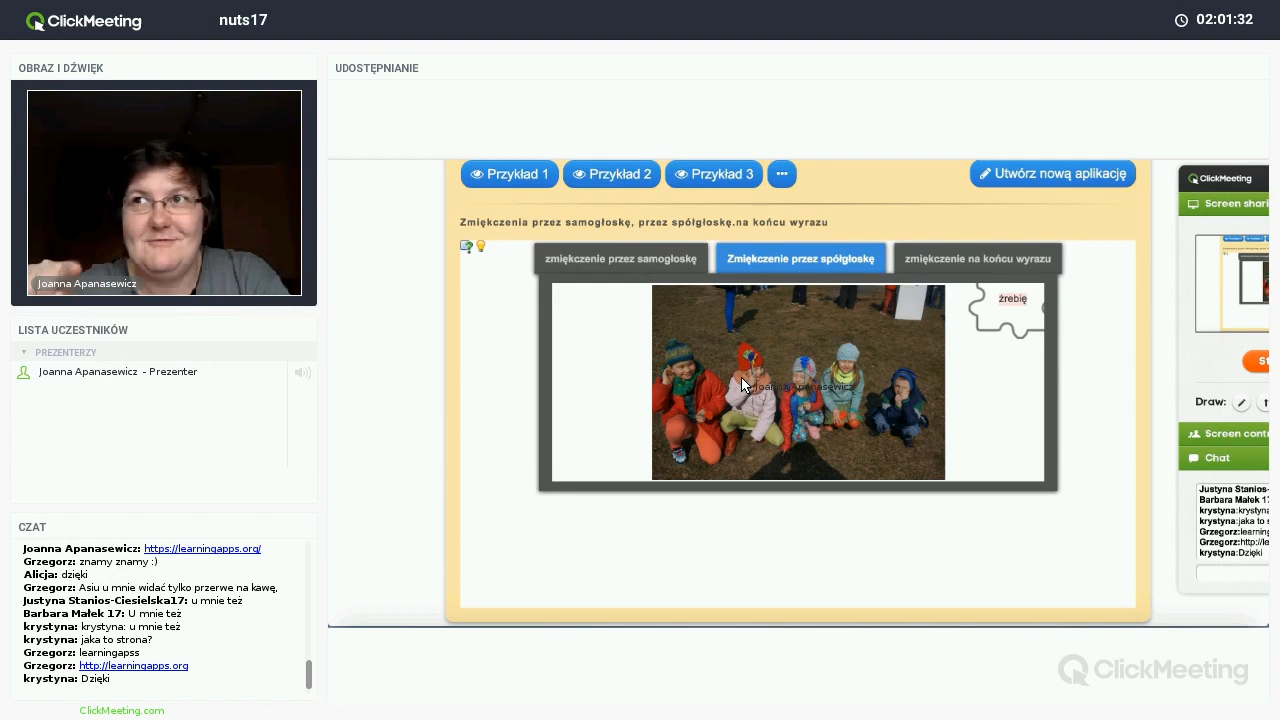 ClickMeeting
nuts17
02:01:32
OBRAZ I DŹWIĘK
Joanna Apanasewicz
LISTA UCZESTNIKÓW
PREZENTERZY
Joanna Apanasewicz - Prezenter
CZAT
Joanna Apanasewicz: https://learningapps.org/
Grzegorz: znamy znamy :)
Alicja: dzięki
Grzegorz: Asiu u mnie widać tylko przerwe na kawę,
Justyna Stanios-Ciesielska17: u mnie też
Barbara Małek 17: U mnie też
krystyna: krystyna: u mnie też
krystyna: jaka to strona?
Grzegorz: learningapss
Grzegorz: http://learningapps.org
krystyna: Dzięki
ClickMeeting.com
UDOSTĘPNIANIE
Przykład 1
Przykład 2
Przykład 3
Utwórz nową aplikację
Zmiękczenia przez samogłoskę, przez spółgłoskę.na końcu wyrazu
zmiękczenie przez samogłoskę
Zmiękczenie przez spółgłoskę
zmiękczenie na końcu wyrazu
źrebię
Joanna Apanasewicz
ClickMeeting
Screen shari
St
Draw:
Screen contr
Chat
Justyna Stanios-
Barbara Małek 17
krystyna:krystyna
krystyna:jaka to s
Grzegorz:learning
Grzegorz:http://le
krystyna:Dzięki
ClickMeeting